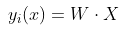 y_i(x) = W · X